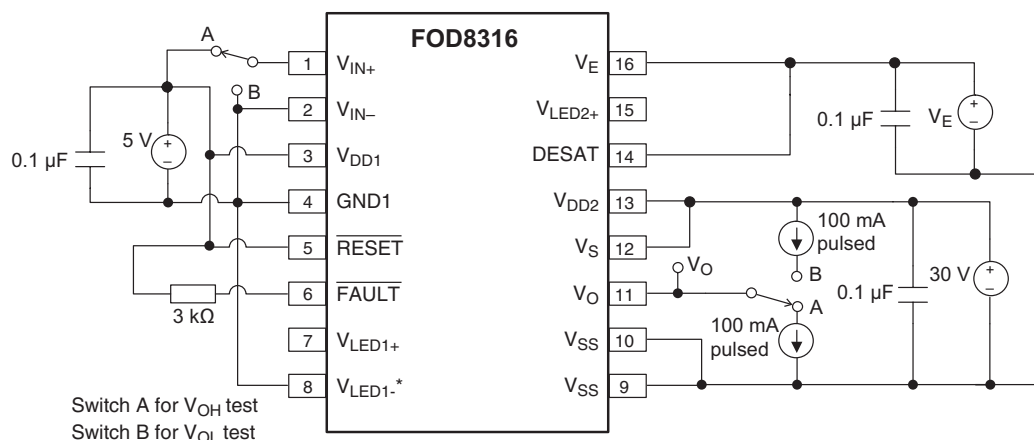 FOD8316
A
B
5 V
+
–
0.1 µF
3 kΩ
1 V_IN+
2 V_IN–
3 V_DD1
4 GND1
5 RESET
6 FAULT
7 V_LED1+
8 V_LED1-*
V_E 16
V_LED2+ 15
DESAT 14
V_DD2 13
V_S 12
V_O 11
V_SS 10
V_SS 9
0.1 µF
V_E
+
–
100 mA
pulsed
B
V_O
A
100 mA
pulsed
0.1 µF
30 V
+
–
Switch A for V_OH test
Switch B for V_OL test